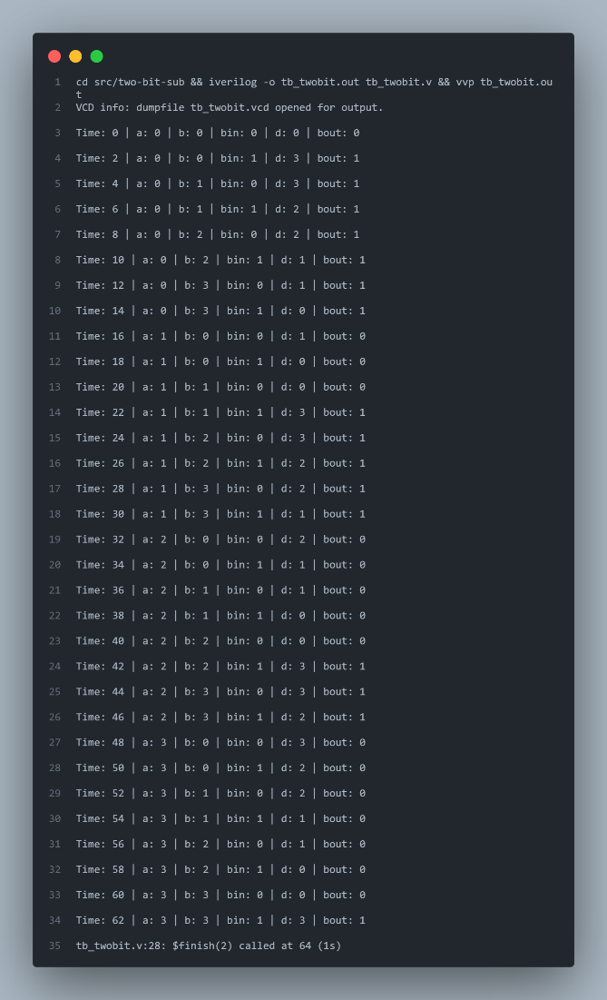 1 cd src/two-bit-sub && iverilog -o tb_twobit.out tb_twobit.v && vvp tb_twobit.ou
t
2 VCD info: dumpfile tb_twobit.vcd opened for output.
3 Time: 0 | a: 0 | b: 0 | bin: 0 | d: 0 | bout: 0
4 Time: 2 | a: 0 | b: 0 | bin: 1 | d: 3 | bout: 1
5 Time: 4 | a: 0 | b: 1 | bin: 0 | d: 3 | bout: 1
6 Time: 6 | a: 0 | b: 1 | bin: 1 | d: 2 | bout: 1
7 Time: 8 | a: 0 | b: 2 | bin: 0 | d: 2 | bout: 1
8 Time: 10 | a: 0 | b: 2 | bin: 1 | d: 1 | bout: 1
9 Time: 12 | a: 0 | b: 3 | bin: 0 | d: 1 | bout: 1
10 Time: 14 | a: 0 | b: 3 | bin: 1 | d: 0 | bout: 1
11 Time: 16 | a: 1 | b: 0 | bin: 0 | d: 1 | bout: 0
12 Time: 18 | a: 1 | b: 0 | bin: 1 | d: 0 | bout: 0
13 Time: 20 | a: 1 | b: 1 | bin: 0 | d: 0 | bout: 0
14 Time: 22 | a: 1 | b: 1 | bin: 1 | d: 3 | bout: 1
15 Time: 24 | a: 1 | b: 2 | bin: 0 | d: 3 | bout: 1
16 Time: 26 | a: 1 | b: 2 | bin: 1 | d: 2 | bout: 1
17 Time: 28 | a: 1 | b: 3 | bin: 0 | d: 2 | bout: 1
18 Time: 30 | a: 1 | b: 3 | bin: 1 | d: 1 | bout: 1
19 Time: 32 | a: 2 | b: 0 | bin: 0 | d: 2 | bout: 0
20 Time: 34 | a: 2 | b: 0 | bin: 1 | d: 1 | bout: 0
21 Time: 36 | a: 2 | b: 1 | bin: 0 | d: 1 | bout: 0
22 Time: 38 | a: 2 | b: 1 | bin: 1 | d: 0 | bout: 0
23 Time: 40 | a: 2 | b: 2 | bin: 0 | d: 0 | bout: 0
24 Time: 42 | a: 2 | b: 2 | bin: 1 | d: 3 | bout: 1
25 Time: 44 | a: 2 | b: 3 | bin: 0 | d: 3 | bout: 1
26 Time: 46 | a: 2 | b: 3 | bin: 1 | d: 2 | bout: 1
27 Time: 48 | a: 3 | b: 0 | bin: 0 | d: 3 | bout: 0
28 Time: 50 | a: 3 | b: 0 | bin: 1 | d: 2 | bout: 0
29 Time: 52 | a: 3 | b: 1 | bin: 0 | d: 2 | bout: 0
30 Time: 54 | a: 3 | b: 1 | bin: 1 | d: 1 | bout: 0
31 Time: 56 | a: 3 | b: 2 | bin: 0 | d: 1 | bout: 0
32 Time: 58 | a: 3 | b: 2 | bin: 1 | d: 0 | bout: 0
33 Time: 60 | a: 3 | b: 3 | bin: 0 | d: 0 | bout: 0
34 Time: 62 | a: 3 | b: 3 | bin: 1 | d: 3 | bout: 1
35 tb_twobit.v:28: $finish(2) called at 64 (1s)